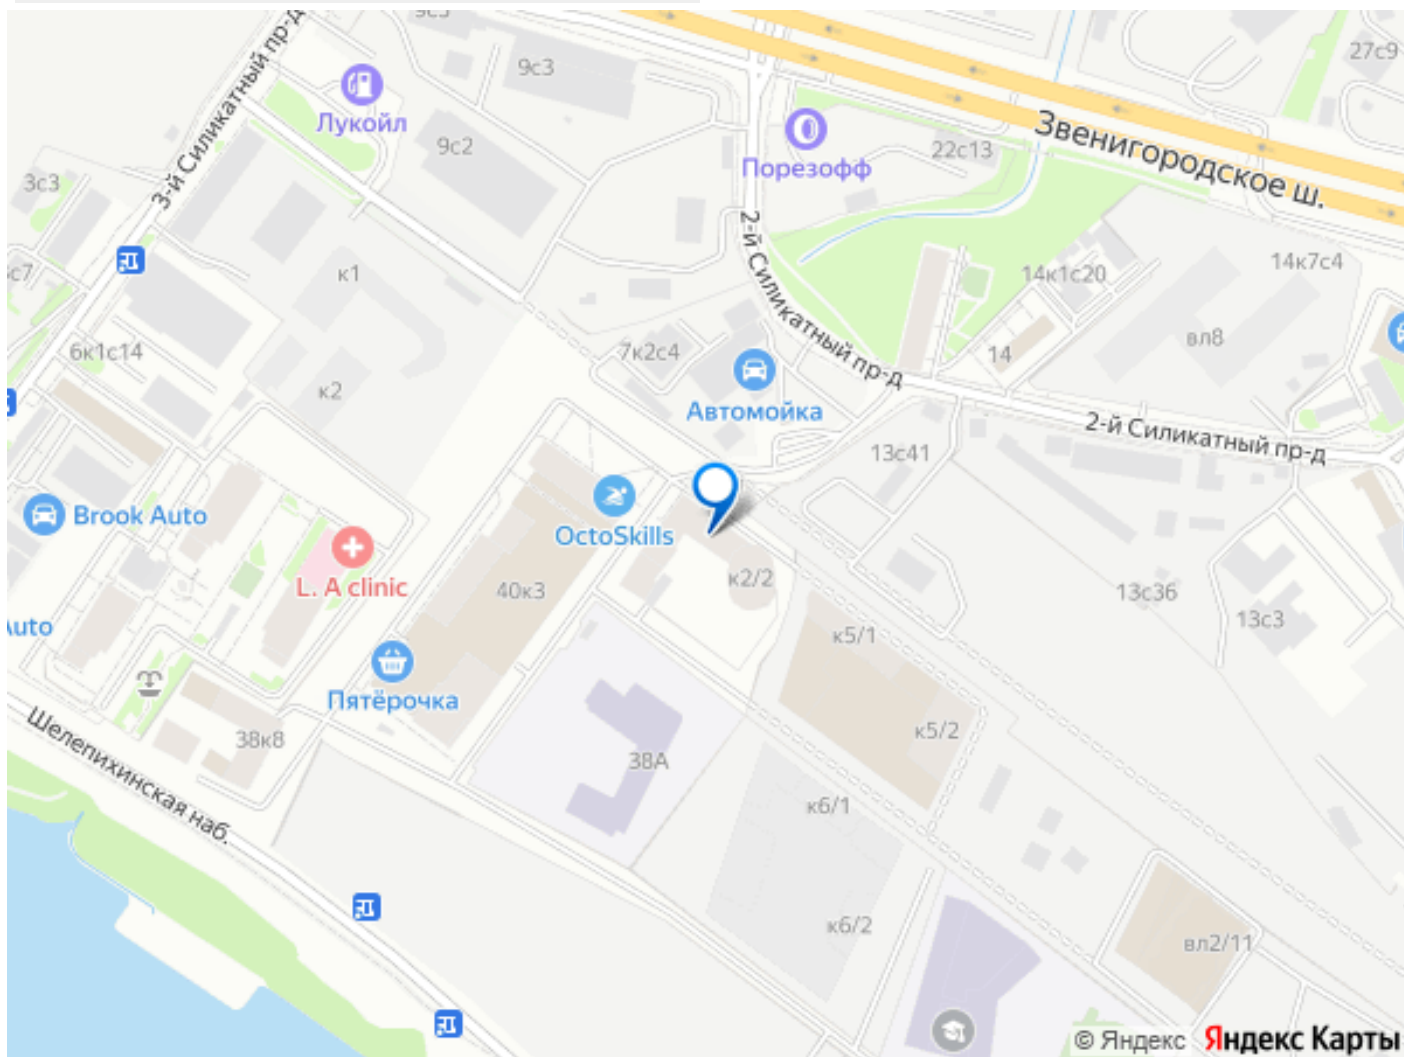 9с3
27с9
3-й Силикатный пр-д
Лукойл
9с2
Порезофф
22с13
Звенигородское ш.
3с3
2-й Силикатный пр-д
14к1с20
14к7с4
к1
вл8
6к1с14
7к2с4
14
к2
Автомойка
2-й Силикатный пр-д
13с41
Brook Auto
OctoSkills
L. A clinic
40к3
к2/2
13с36
13с3
к5/1
Пятёрочка
к5/2
38к8
38А
Шелепихинская наб.
к6/1
к6/2
вл2/11
© Яндекс Яндекс Карты